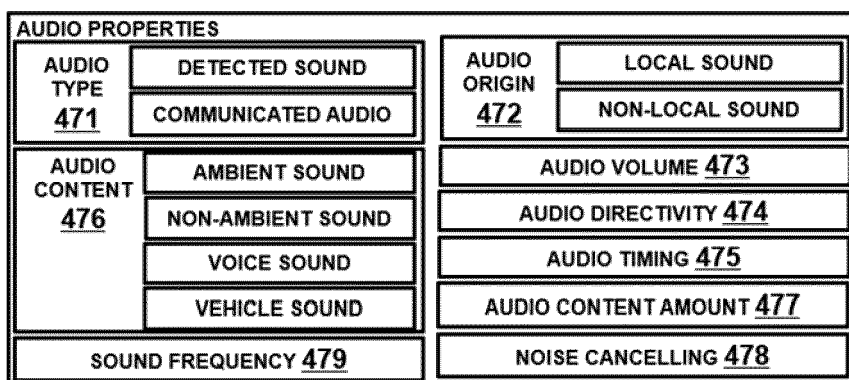 AUDIO PROPERTIES
AUDIO
TYPE
471
DETECTED SOUND
COMMUNICATED AUDIO
AUDIO
ORIGIN
472
LOCAL SOUND
NON-LOCAL SOUND
AUDIO
CONTENT
476
AMBIENT SOUND
NON-AMBIENT SOUND
VOICE SOUND
VEHICLE SOUND
AUDIO VOLUME 473
AUDIO DIRECTIVITY 474
AUDIO TIMING 475
AUDIO CONTENT AMOUNT 477
SOUND FREQUENCY 479
NOISE CANCELLING 478